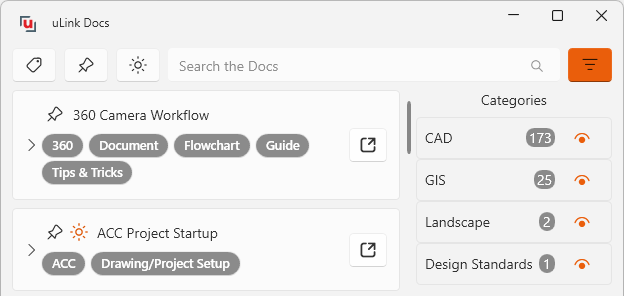 u uLink Docs
Search the Docs
Categories
360 Camera Workflow
360 Document Flowchart Guide
Tips & Tricks
ACC Project Startup
ACC Drawing/Project Setup
CAD 173
GIS 25
Landscape 2
Design Standards 1